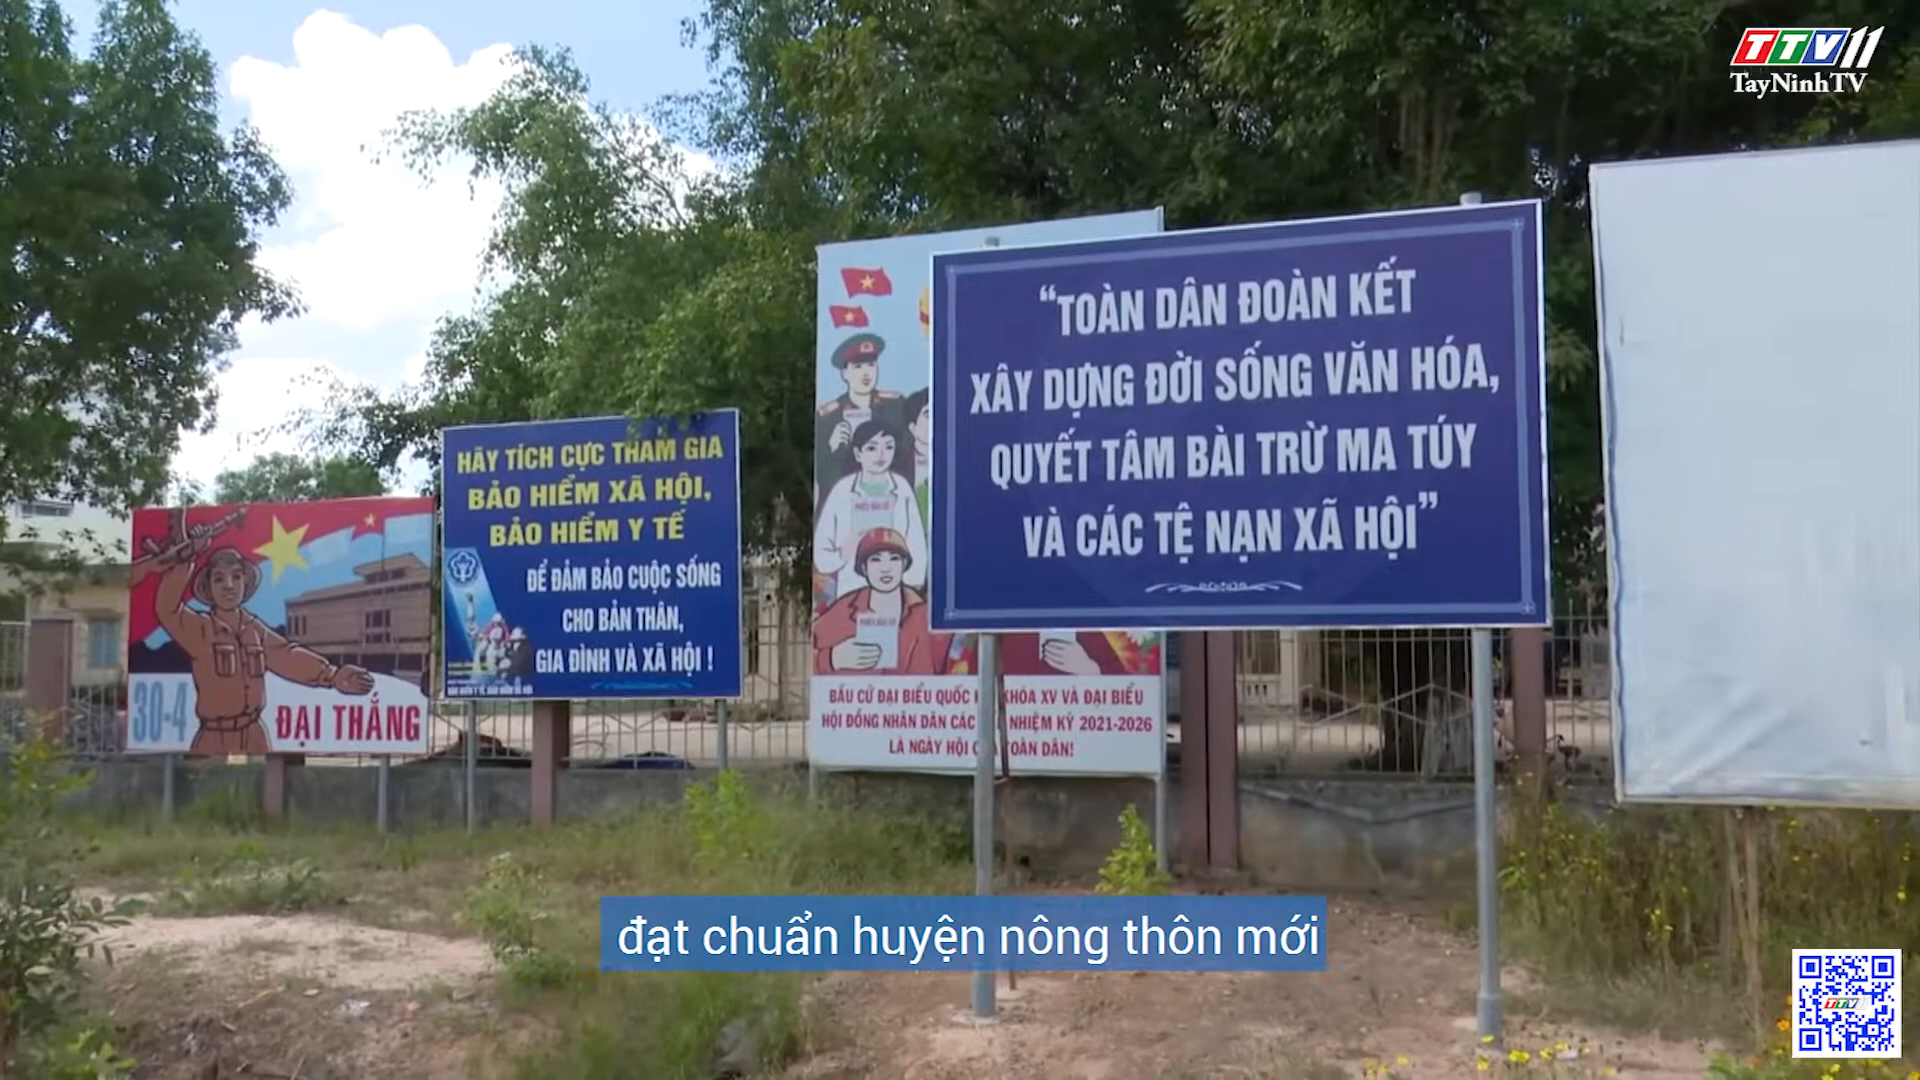 TTV11
TayNinhTV
30-4
ĐẠI THẮNG
HÃY TÍCH CỰC THAM GIA
BẢO HIỂM XÃ HỘI,
BẢO HIỂM Y TẾ
ĐỂ ĐẢM BẢO CUỘC SỐNG
CHO BẢN THÂN,
GIA ĐÌNH VÀ XÃ HỘI !
BẦU CỬ ĐẠI BIỂU QUỐC KHÓA XV VÀ ĐẠI BIỂU
HỘI ĐỒNG NHÂN DÂN CÁC NHIỆM KỲ 2021-2026
LÀ NGÀY HỘI TOÀN DÂN!
“TOÀN DÂN ĐOÀN KẾT
XÂY DỰNG ĐỜI SỐNG VĂN HÓA,
QUYẾT TÂM BÀI TRỪ MA TÚY
VÀ CÁC TỆ NẠN XÃ HỘI”
đạt chuẩn huyện nông thôn mới
TTV11